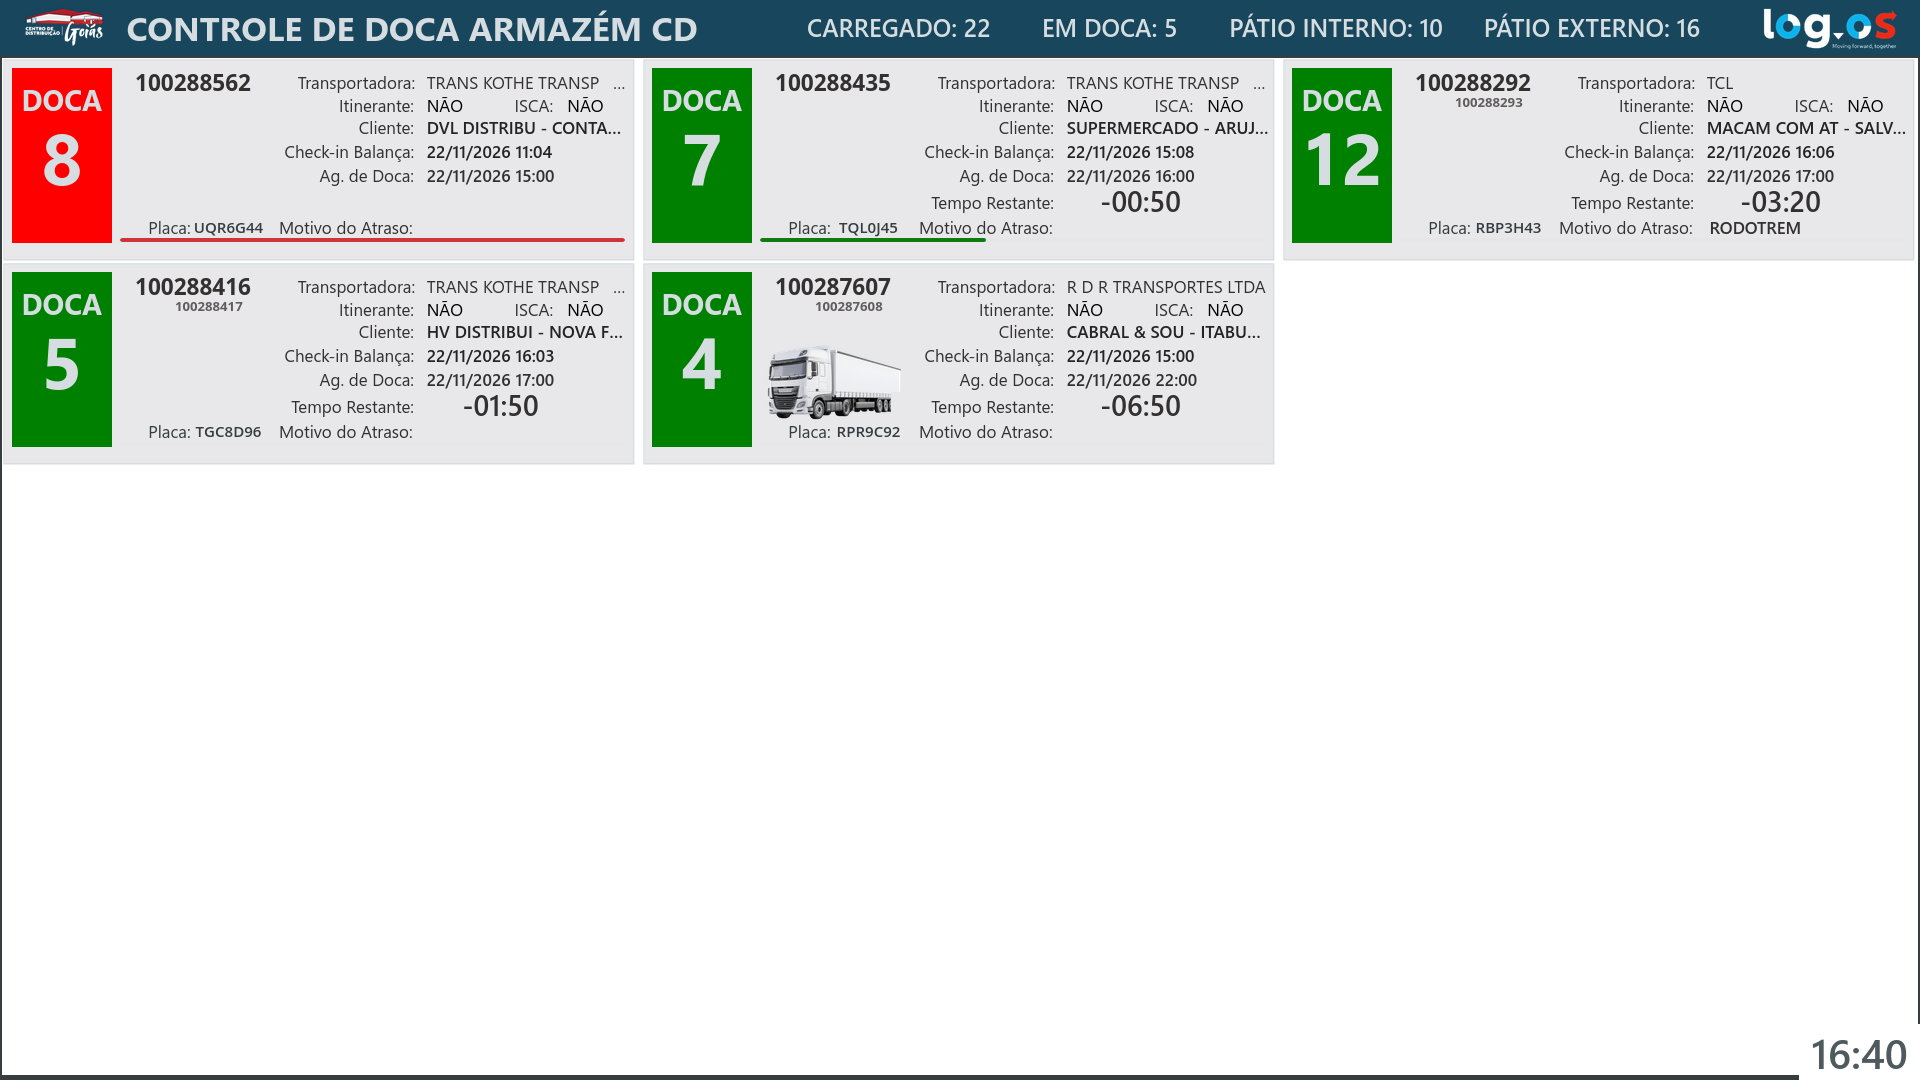 CENTRO DE
DISTRIBUIÇÃO
Goiás
CONTROLE DE DOCA ARMAZÉM CD
CARREGADO: 22
EM DOCA: 5
PÁTIO INTERNO: 10
PÁTIO EXTERNO: 16
log.os
Moving forward, together
DOCA
8
100288562
Transportadora: TRANS KOTHE TRANSP ...
Itinerante: NÃO ISCA: NÃO
Cliente: DVL DISTRIBU - CONTA...
Check-in Balança: 22/11/2026 11:04
Ag. de Doca: 22/11/2026 15:00
Placa: UQR6G44 Motivo do Atraso:
DOCA
7
100288435
Transportadora: TRANS KOTHE TRANSP ...
Itinerante: NÃO ISCA: NÃO
Cliente: SUPERMERCADO - ARUJ...
Check-in Balança: 22/11/2026 15:08
Ag. de Doca: 22/11/2026 16:00
Tempo Restante: -00:50
Placa: TQL0J45 Motivo do Atraso:
DOCA
12
100288292
100288293
Transportadora: TCL
Itinerante: NÃO ISCA: NÃO
Cliente: MACAM COM AT - SALV...
Check-in Balança: 22/11/2026 16:06
Ag. de Doca: 22/11/2026 17:00
Tempo Restante: -03:20
Placa: RBP3H43 Motivo do Atraso: RODOTREM
DOCA
5
100288416
100288417
Transportadora: TRANS KOTHE TRANSP ...
Itinerante: NÃO ISCA: NÃO
Cliente: HV DISTRIBUI - NOVA F...
Check-in Balança: 22/11/2026 16:03
Ag. de Doca: 22/11/2026 17:00
Tempo Restante: -01:50
Placa: TGC8D96 Motivo do Atraso:
DOCA
4
100287607
100287608
Transportadora: R D R TRANSPORTES LTDA
Itinerante: NÃO ISCA: NÃO
Cliente: CABRAL & SOU - ITABU...
Check-in Balança: 22/11/2026 15:00
Ag. de Doca: 22/11/2026 22:00
Tempo Restante: -06:50
Placa: RPR9C92 Motivo do Atraso:
16:40